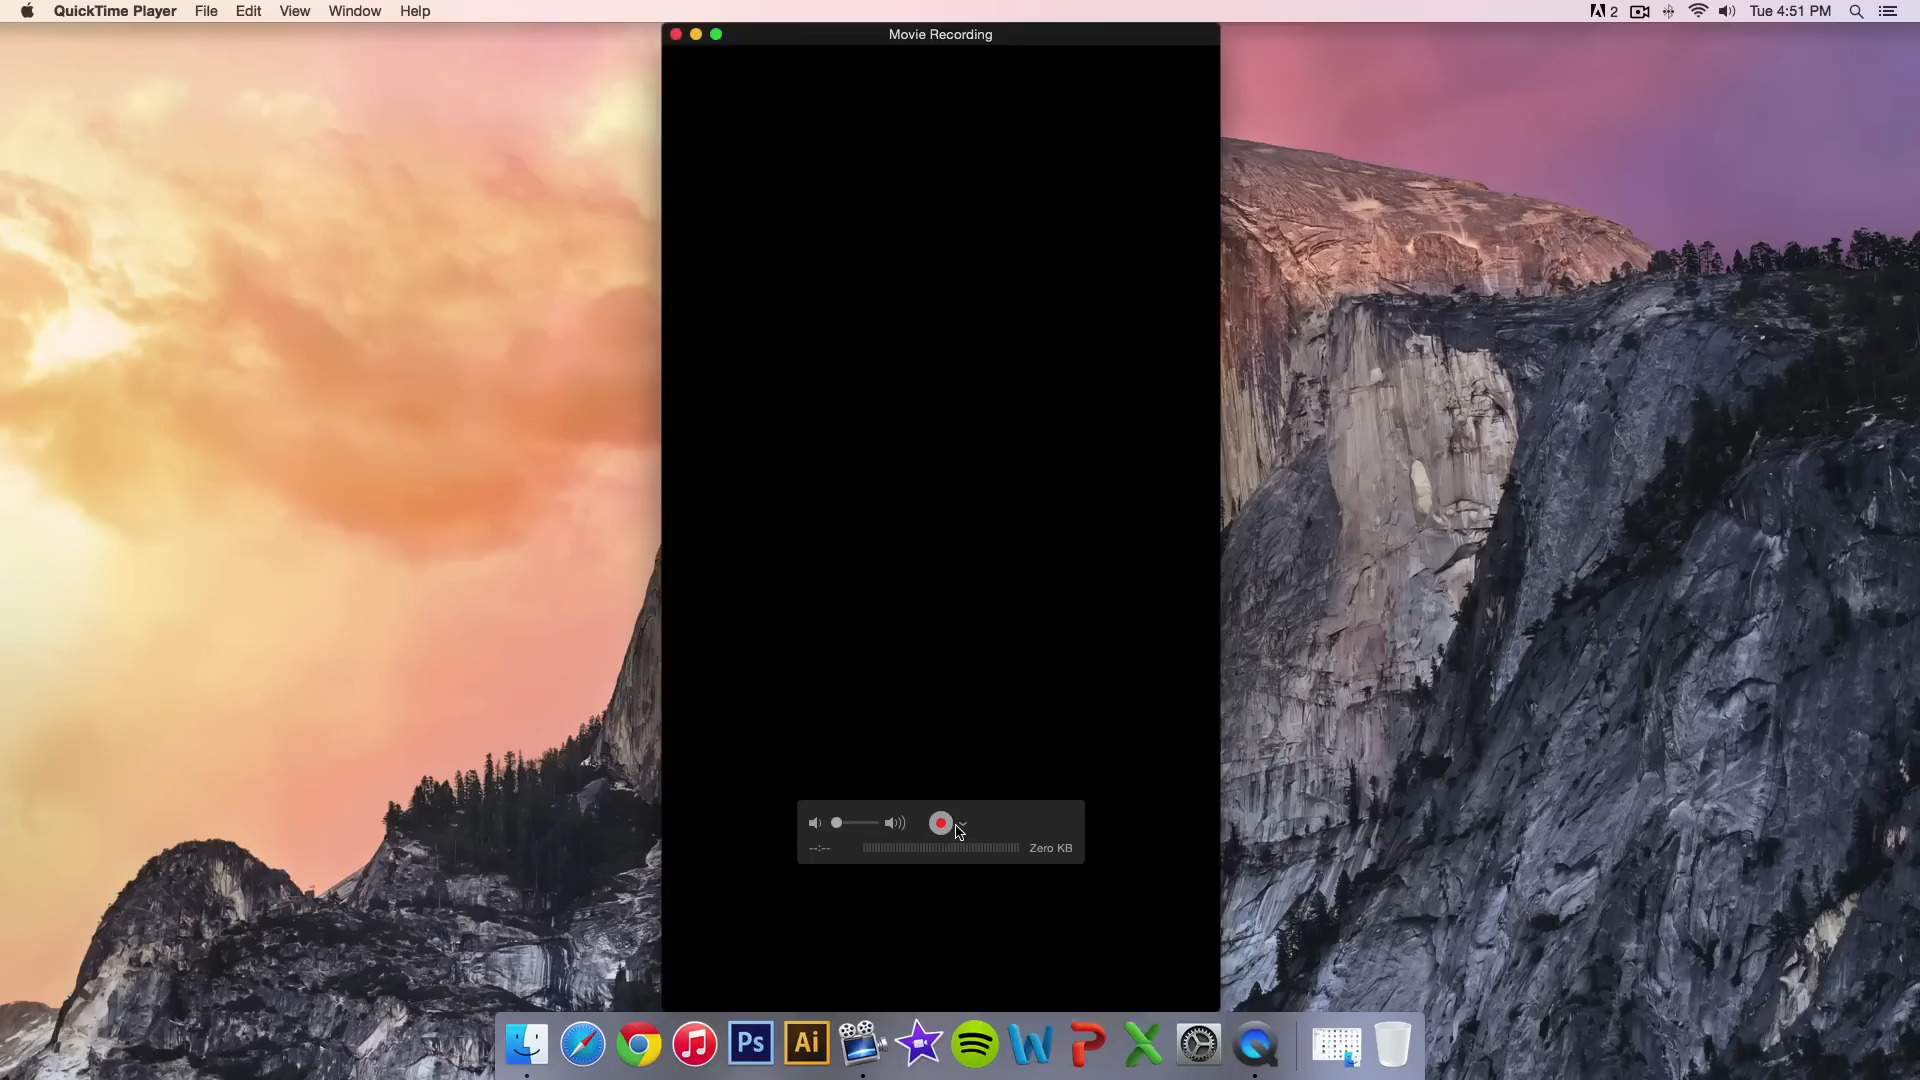 QuickTime Player File Edit View Window Help
2 Tue 4:51 PM
Movie Recording
--:-- Zero KB
Ps Ai